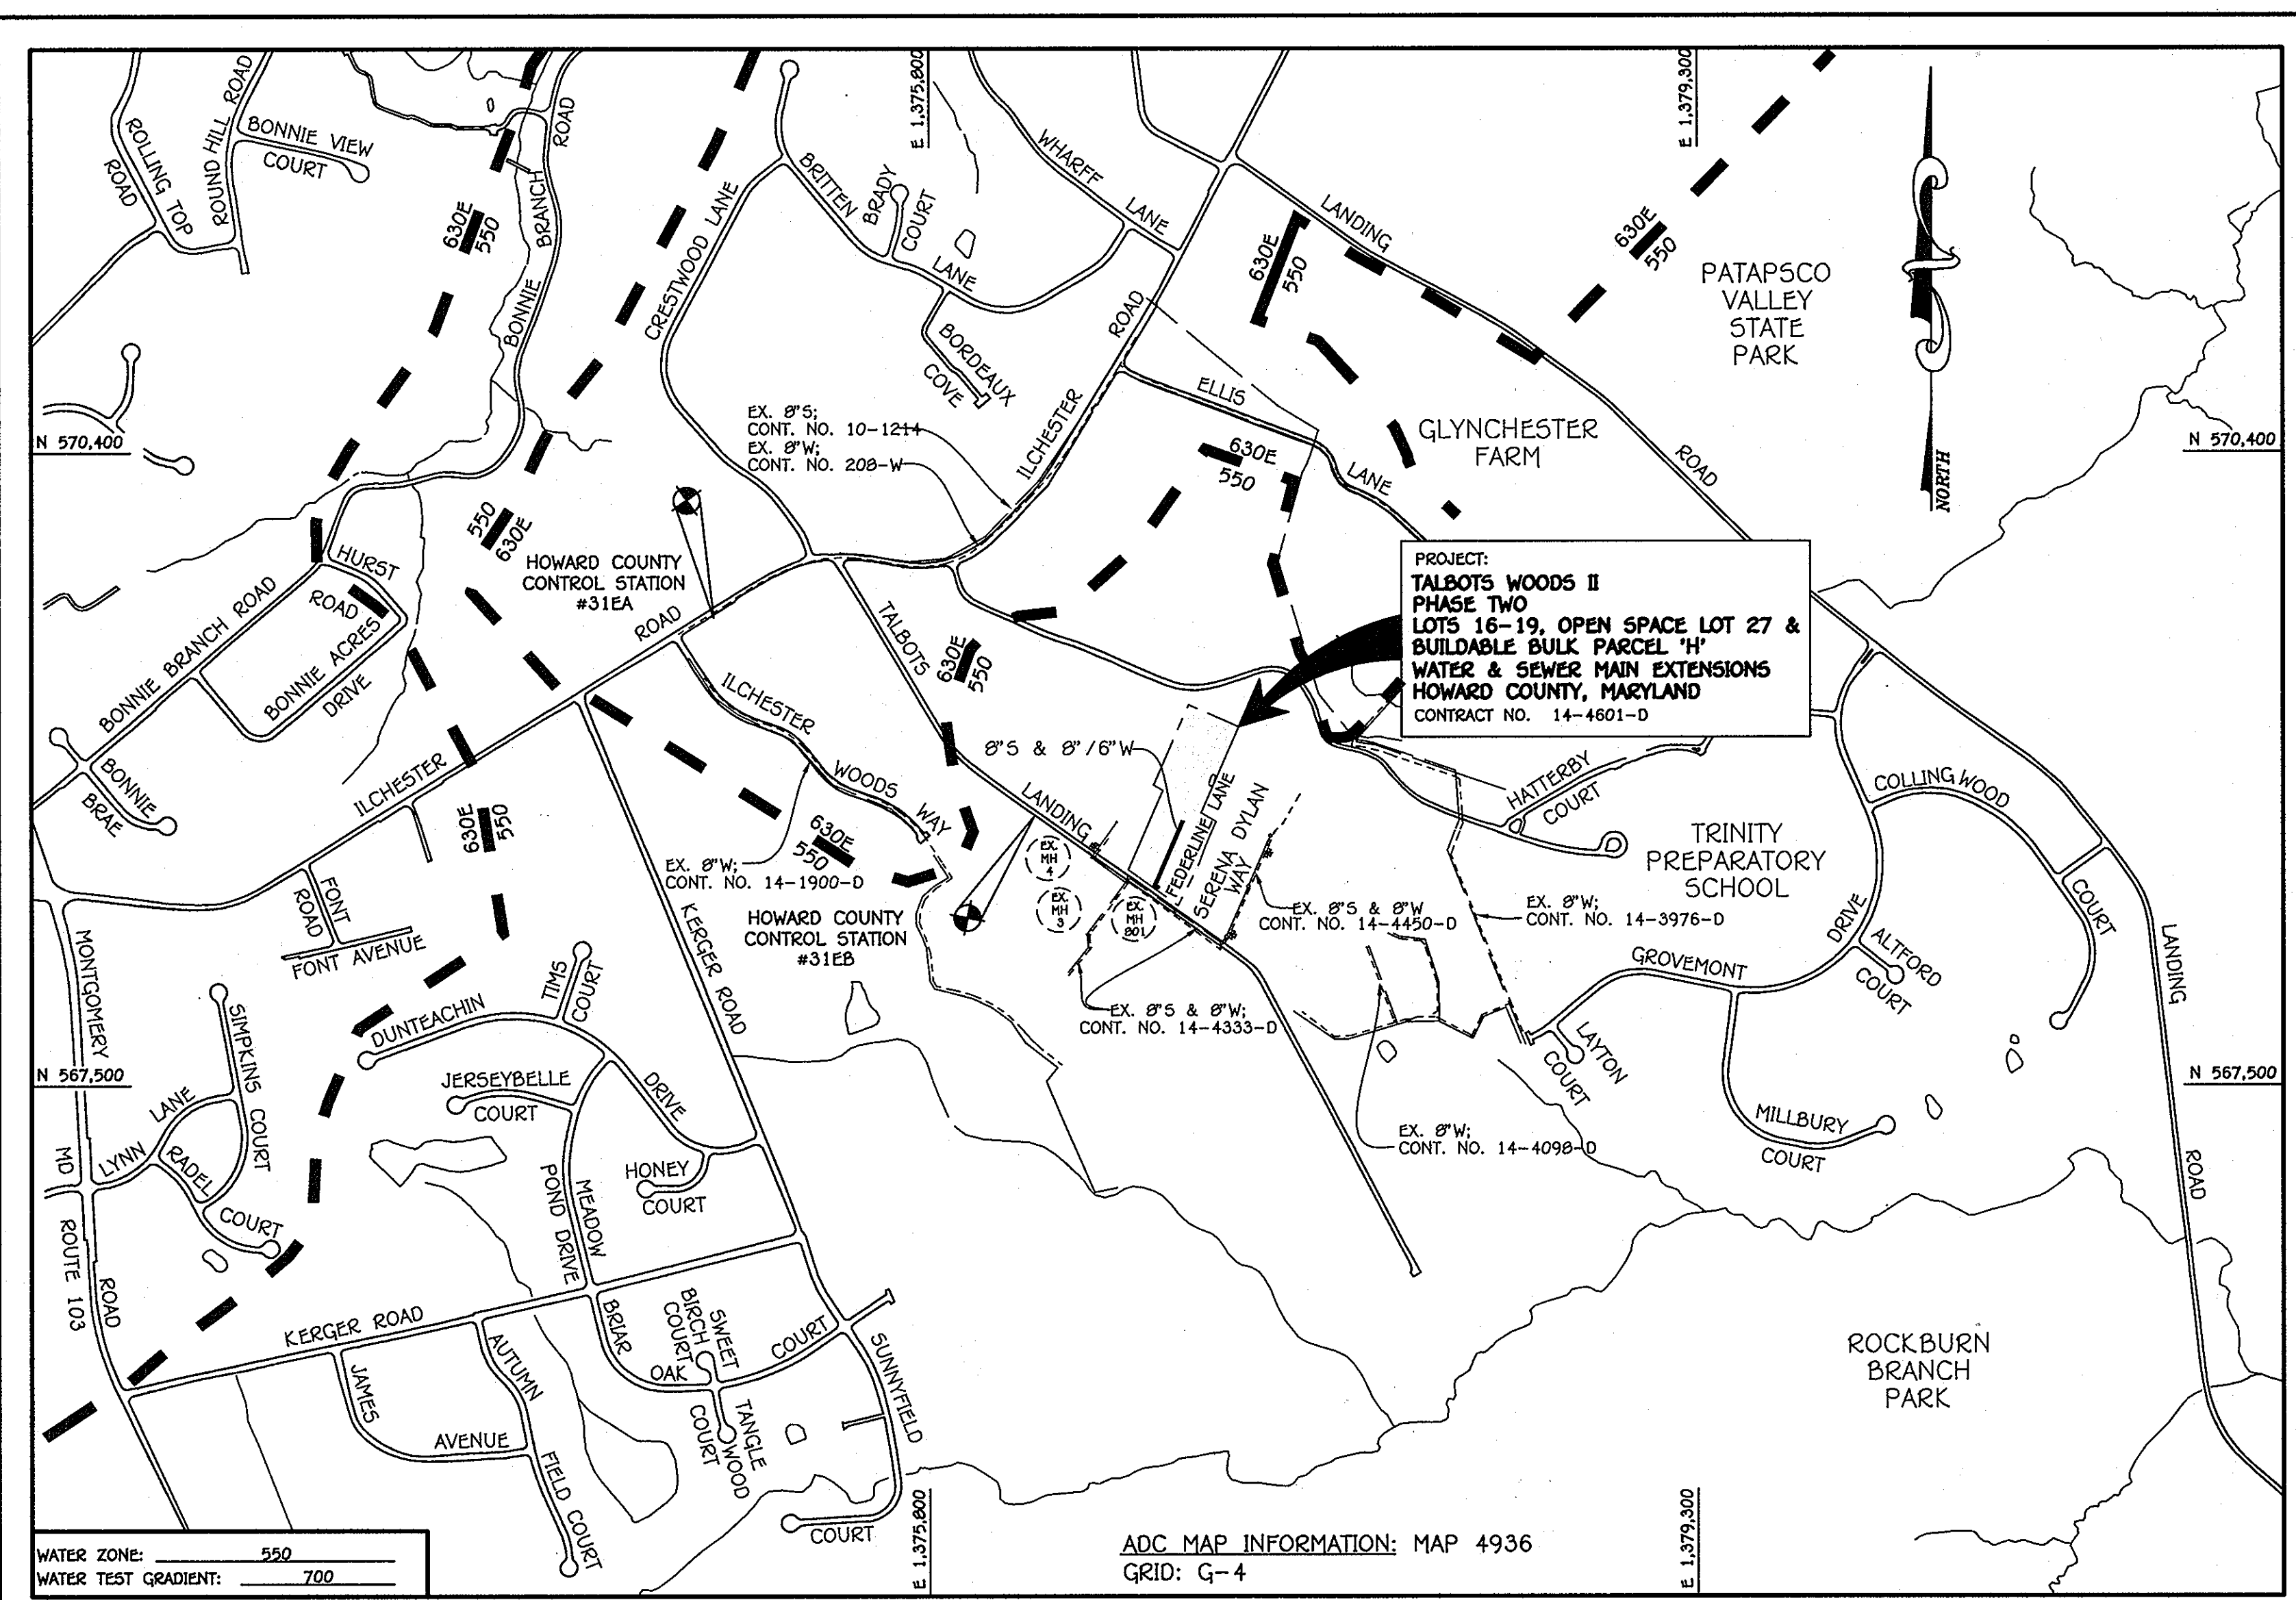 ROLLING TOP
ROAD
ROUND HILL ROAD
BONNIE VIEW
COURT
ROAD
BONNIE BRANCH
630E
550
CRESTWOOD LANE
BRITTEN
LANE
BRADY
COURT
E 1,375,800
WHARFF
LANE
BORDEAUX
COVE
ROAD
ILCHESTER
LANDING
630E
550
E 1,379,300
630E
550
PATAPSCO
VALLEY
STATE
PARK
NORTH
N 570,400
N 570,400
EX. 8"S;
CONT. NO. 10-1214
EX. 8"W;
CONT. NO. 208-W
ELLIS
LANE
630E
550
GLYNCHESTER
FARM
ROAD
550
630E
HOWARD COUNTY
CONTROL STATION
#31EA
HURST
ROAD
BONNIE BRANCH ROAD
BONNIE ACRES
DRIVE
BONNIE
BRAE
ROAD
ILCHESTER
TALBOTS
630E
550
LANDING
PROJECT:
TALBOTS WOODS II
PHASE TWO
LOTS 16-19, OPEN SPACE LOT 27 &
BUILDABLE BULK PARCEL 'H'
WATER & SEWER MAIN EXTENSIONS
HOWARD COUNTY, MARYLAND
CONTRACT NO. 14-4601-D
ILCHESTER
WOODS
WAY
8"S & 8"/6"W
630E
550
630E
550
EX. 8"W;
CONT. NO. 14-1900-D
HOWARD COUNTY
CONTROL STATION
#31EB
EX.
MH
4
EX.
MH
3
EX.
MH
801
FEDERLINE LANE
SERENA DYLAN
WAY
HATTERBY
COURT
COLLING WOOD
COURT
TRINITY
PREPARATORY
SCHOOL
EX. 8"S & 8"W
CONT. NO. 14-4450-D
EX. 8"W;
CONT. NO. 14-3976-D
EX. 8"S & 8"W;
CONT. NO. 14-4333-D
EX. 8"W;
CONT. NO. 14-4098-D
GROVEMONT
DRIVE
ALTFORD
COURT
LAYTON
COURT
MILLBURY
COURT
LANDING
ROAD
FONT
ROAD
FONT AVENUE
MONTGOMERY
ROAD
MD
ROUTE 103
N 567,500
N 567,500
SIMPKINS COURT
LYNN
LANE
RADEL
COURT
DUNTEACHIN
DRIVE
TIMS
COURT
KERGER ROAD
JERSEYBELLE
COURT
HONEY
COURT
MEADOW
POND DRIVE
KERGER ROAD
BRIAR
OAK
COURT
SWEET
BIRCH
COURT
TANGLE
WOOD
COURT
SUNNYFIELD
COURT
JAMES
AVENUE
AUTUMN
FIELD COURT
ROCKBURN
BRANCH
PARK
E 1,375,800
E 1,379,300
WATER ZONE: 550
WATER TEST GRADIENT: 700
ADC MAP INFORMATION: MAP 4936
GRID: G-4